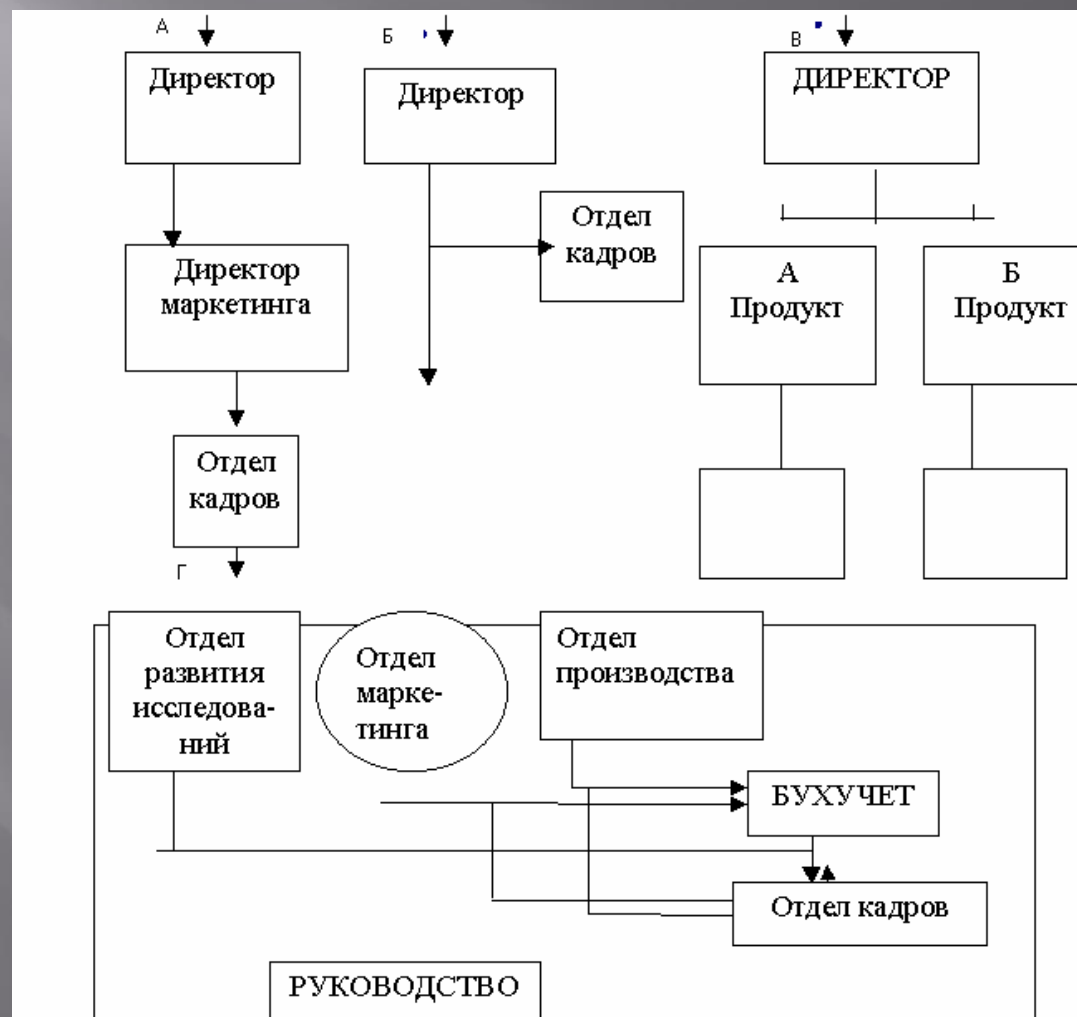 А
Директор
Директор
маркетинга
Отдел
кадров
Б
Директор
Отдел
кадров
В
ДИРЕКТОР
А
Продукт
Б
Продукт
Г
Отдел
развития
исследова-
ний
Отдел
марке-
тинга
Отдел
производства
БУХУЧЕТ
Отдел кадров
РУКОВОДСТВО